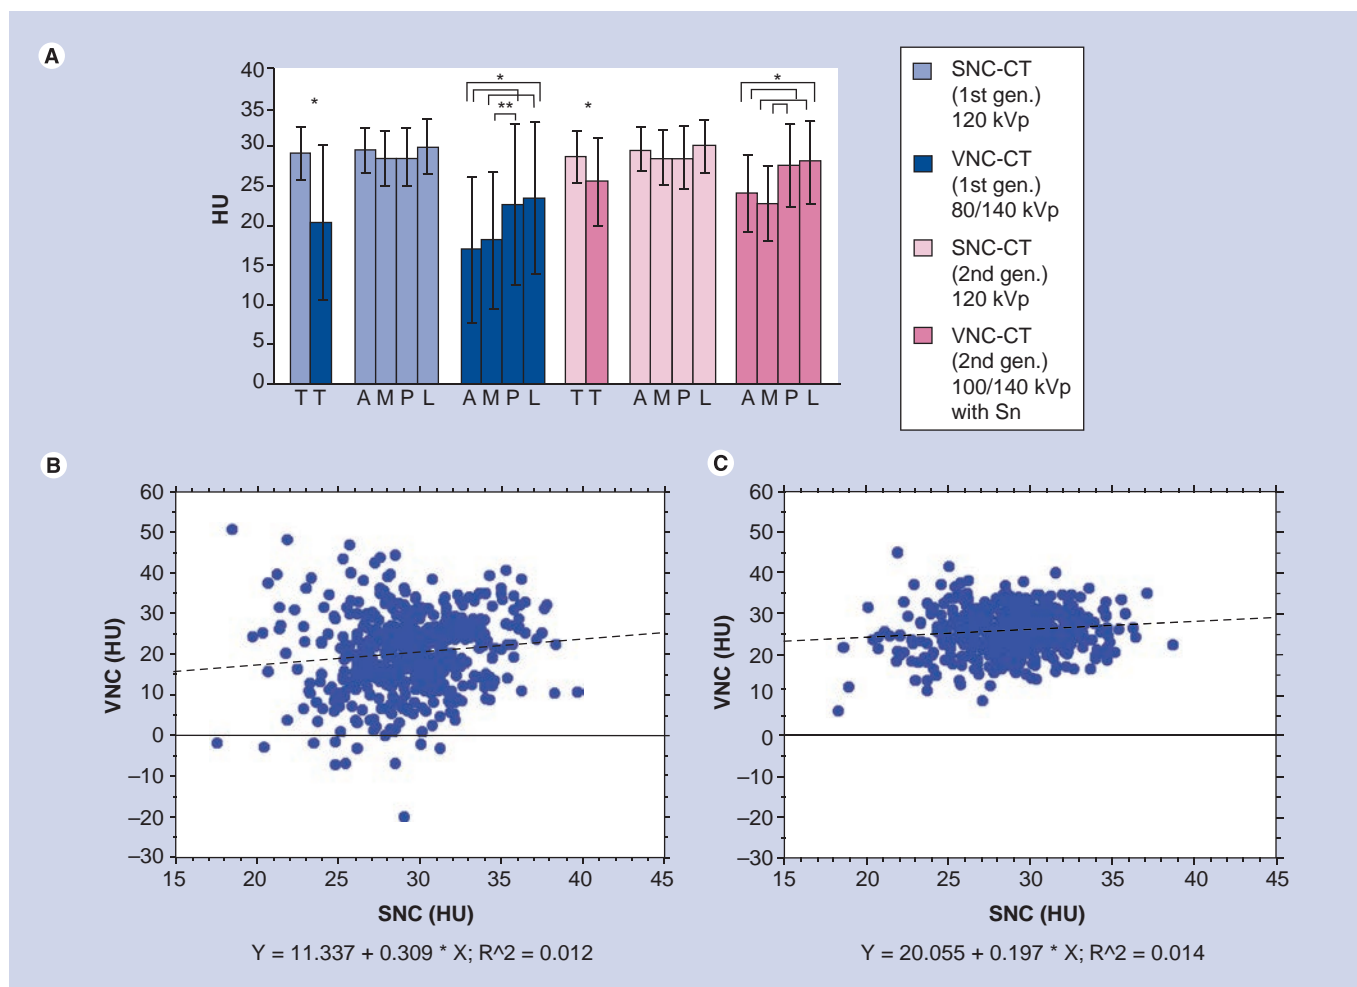 A
HU
40
35
30
25
20
15
10
5
0
*
*
**
*
*
T T
A M P L
A M P L
T T
A M P L
A M P L
SNC-CT
(1st gen.)
120 kVp
VNC-CT
(1st gen.)
80/140 kVp
SNC-CT
(2nd gen.)
120 kVp
VNC-CT
(2nd gen.)
100/140 kVp
with Sn
B
VNC (HU)
60
50
40
30
20
10
0
–10
–20
–30
15 20 25 30 35 40 45
SNC (HU)
Y = 11.337 + 0.309 * X; R^2 = 0.012
C
VNC (HU)
60
50
40
30
20
10
0
–10
–20
–30
15 20 25 30 35 40 45
SNC (HU)
Y = 20.055 + 0.197 * X; R^2 = 0.014